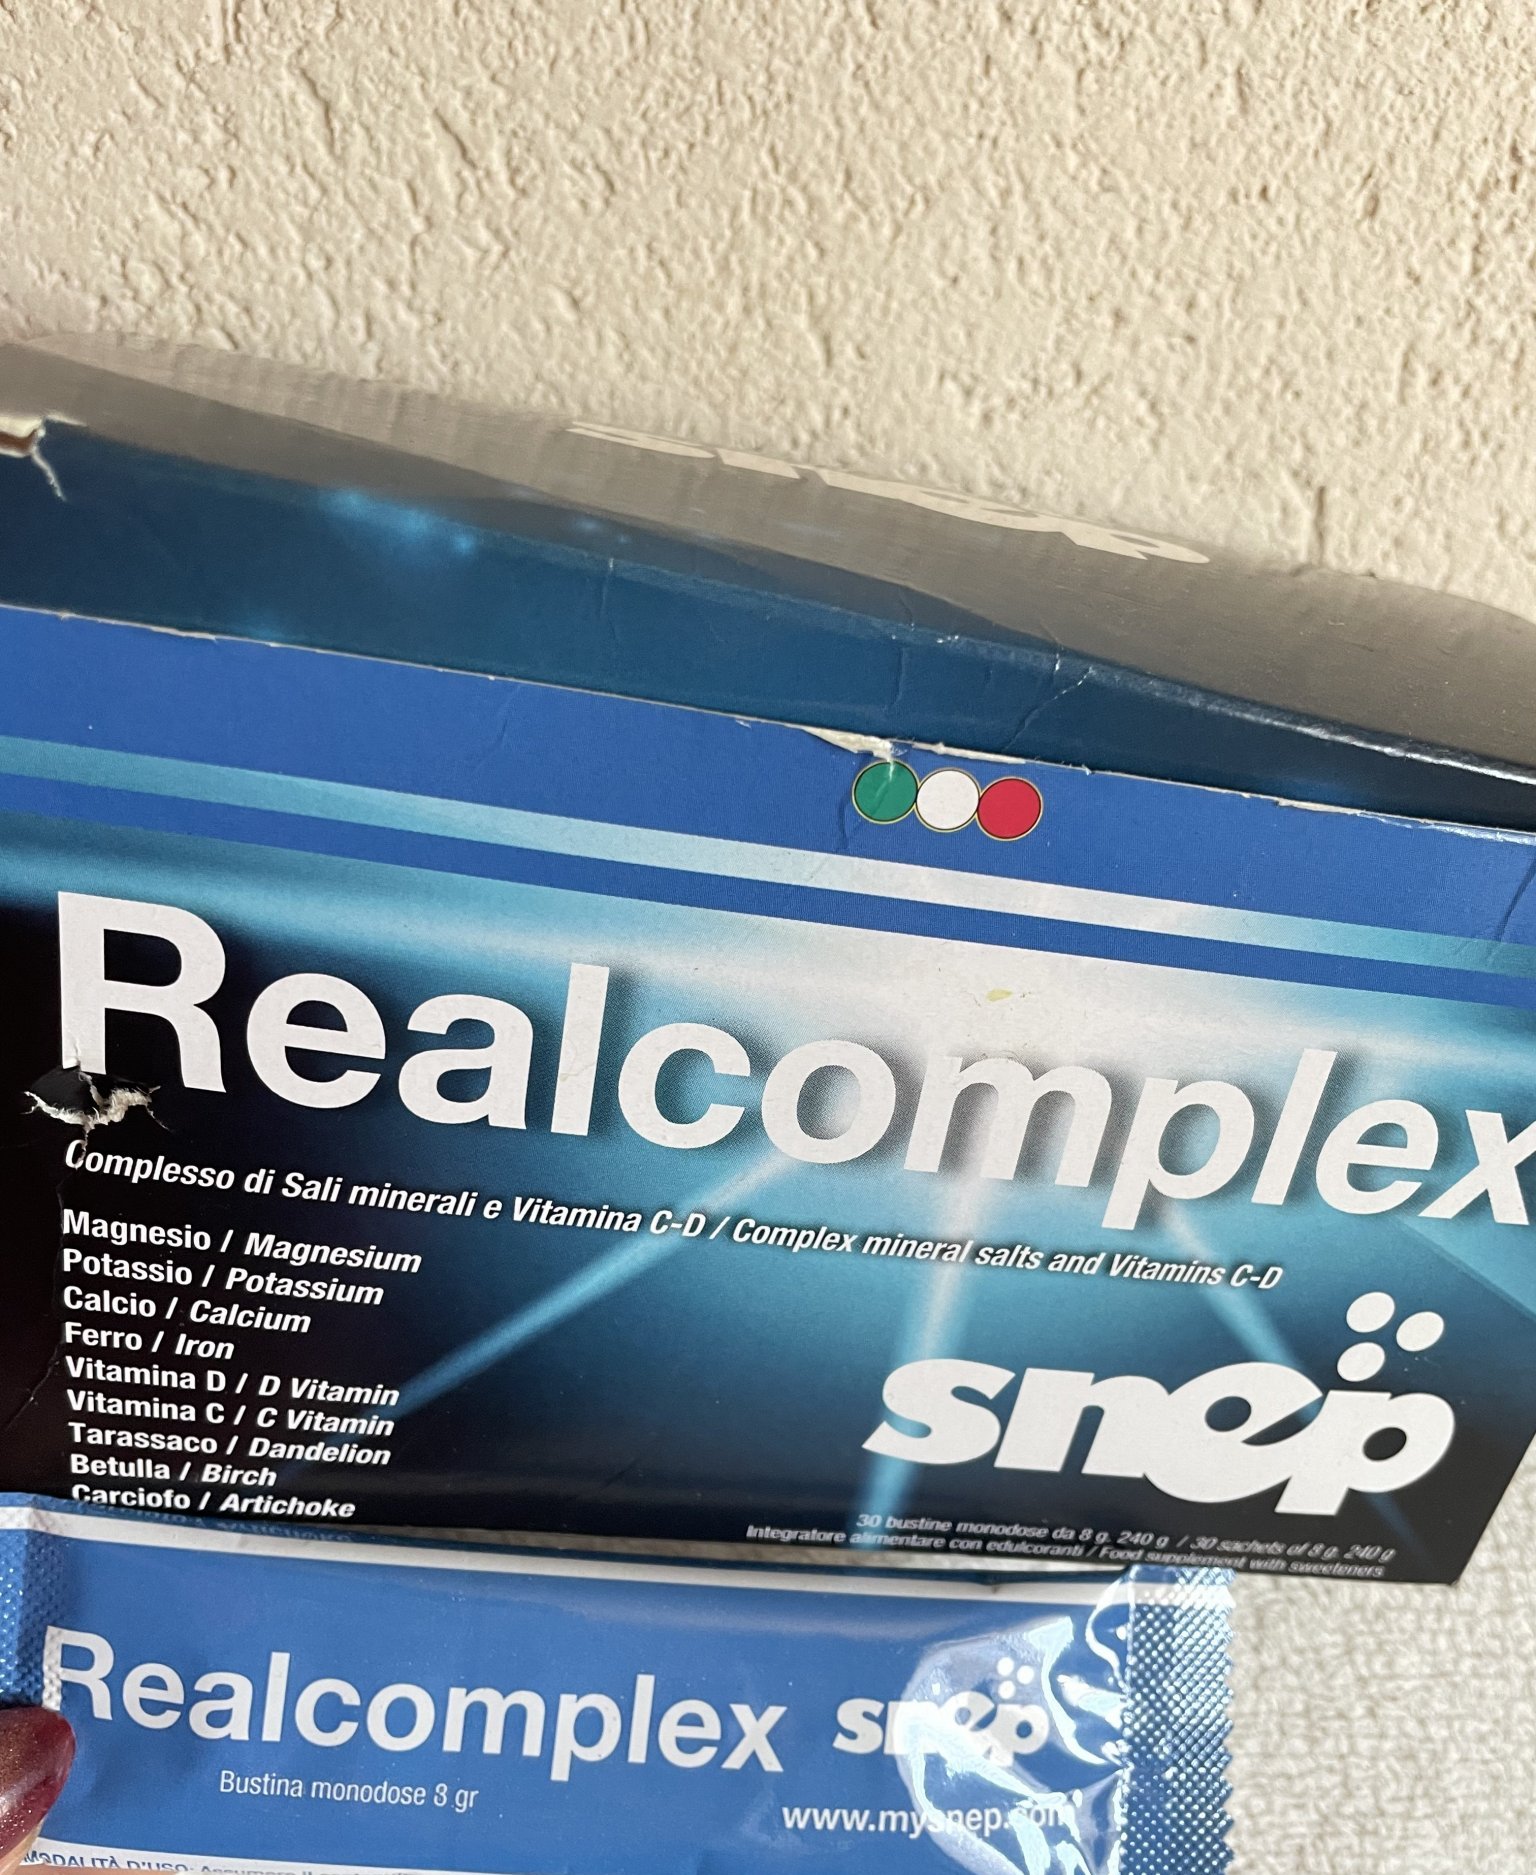 snep
Realcomplex
Complesso di Sali minerali e Vitamina C-D / Complex mineral salts and Vitamins C-D
Magnesio / Magnesium
Potassio / Potassium
Calcio / Calcium
Ferro / Iron
Vitamina D / D Vitamin
Vitamina C / C Vitamin
Tarassaco / Dandelion
Betulla / Birch
Carciofo / Artichoke
snep
30 bustine monodose da 8 g. 240 g / 30 sachets of 8 g. 240 g
Integratore alimentare con edulcoranti / Food supplement with sweeteners
Realcomplex snep
Bustina monodose 8 gr
www.mysnep.com
MODALITÀ D'USO: